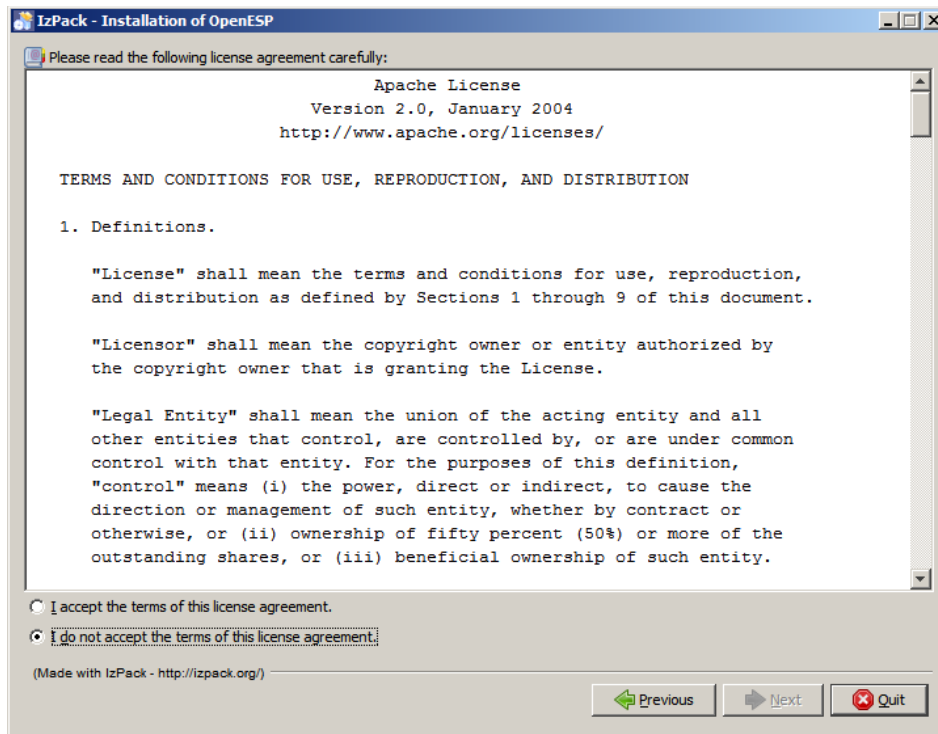 IzPack - Installation of OpenESP
Please read the following license agreement carefully:
Apache License
Version 2.0, January 2004
http://www.apache.org/licenses/
TERMS AND CONDITIONS FOR USE, REPRODUCTION, AND DISTRIBUTION
1. Definitions.
"License" shall mean the terms and conditions for use, reproduction,
and distribution as defined by Sections 1 through 9 of this document.
"Licensor" shall mean the copyright owner or entity authorized by
the copyright owner that is granting the License.
"Legal Entity" shall mean the union of the acting entity and all
other entities that control, are controlled by, or are under common
control with that entity. For the purposes of this definition,
"control" means (i) the power, direct or indirect, to cause the
direction or management of such entity, whether by contract or
otherwise, or (ii) ownership of fifty percent (50%) or more of the
outstanding shares, or (iii) beneficial ownership of such entity.
I accept the terms of this license agreement.
I do not accept the terms of this license agreement.
(Made with IzPack - http://izpack.org/)
Previous Next Quit